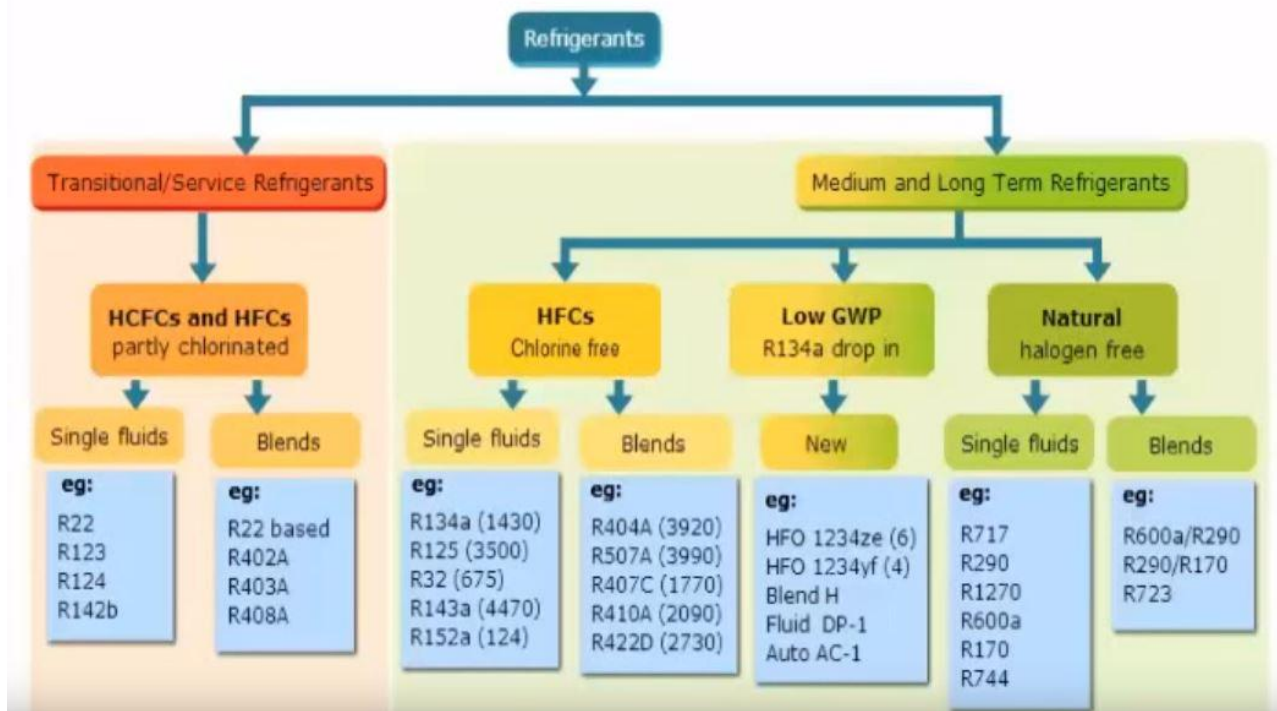 Refrigerants
Transitional/Service Refrigerants
Medium and Long Term Refrigerants
HCFCs and HFCs
partly chlorinated
HFCs
Chlorine free
Low GWP
R134a drop in
Natural
halogen free
Single fluids
Blends
Single fluids
Blends
New
Single fluids
Blends
eg:
R22
R123
R124
R142b
eg:
R22 based
R402A
R403A
R408A
eg:
R134a (1430)
R125 (3500)
R32 (675)
R143a (4470)
R152a (124)
eg:
R404A (3920)
R507A (3990)
R407C (1770)
R410A (2090)
R422D (2730)
eg:
HFO 1234ze (6)
HFO 1234yf (4)
Blend H
Fluid DP-1
Auto AC-1
eg:
R717
R290
R1270
R600a
R170
R744
eg:
R600a/R290
R290/R170
R723